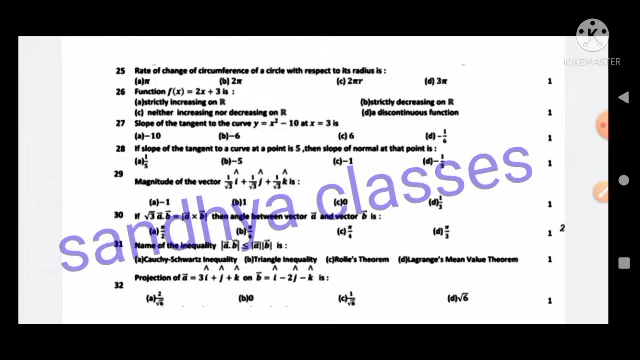 25 Rate of change of circumference of a circle with respect to its radius is :
(a)π (b) 2π (c) 2πr (d) 3π 1
26 Function f(x) = 2x + 3 is :
(a)strictly increasing on ℝ (b)strictly decreasing on ℝ
(c) neither increasing nor decreasing on ℝ (d)a discontinuous function 1
27 Slope of the tangent to the curve y = x² − 10 at x = 3 is
(a)−10 (b)−6 (c) 6 (d) −1/6 1
28 If slope of the tangent to a curve at a point is 5 ,then slope of normal at that point is :
(a)1/5 (b)−5 (c)−1 (d)−1/5 1
29 Magnitude of the vector 1/√3 î + 1/√3 ĵ + 1/√3 k̂ is :
(a)−1 (b)1 (c)0 (d)1/3 1
30 If √3 a⃗.b⃗ = |a⃗ × b⃗| then angle between vector a⃗ and vector b⃗ is :
(a)π/2 (b)π/6 (c)π/4 (d)π/3 1 2
31 Name of the inequality |a⃗.b⃗| ≤ |a⃗||b⃗| is :
(a)Cauchy-Schwartz Inequality (b)Triangle Inequality (c)Rolle's Theorem (d)Lagrange's Mean Value Theorem 1
32 Projection of a⃗ = 3î + ĵ + k̂ on b⃗ = î − 2ĵ − k̂ is :
(a)2/√6 (b)0 (c)1/√6 (d)√6 1
sandhya classes
KINEMASTER